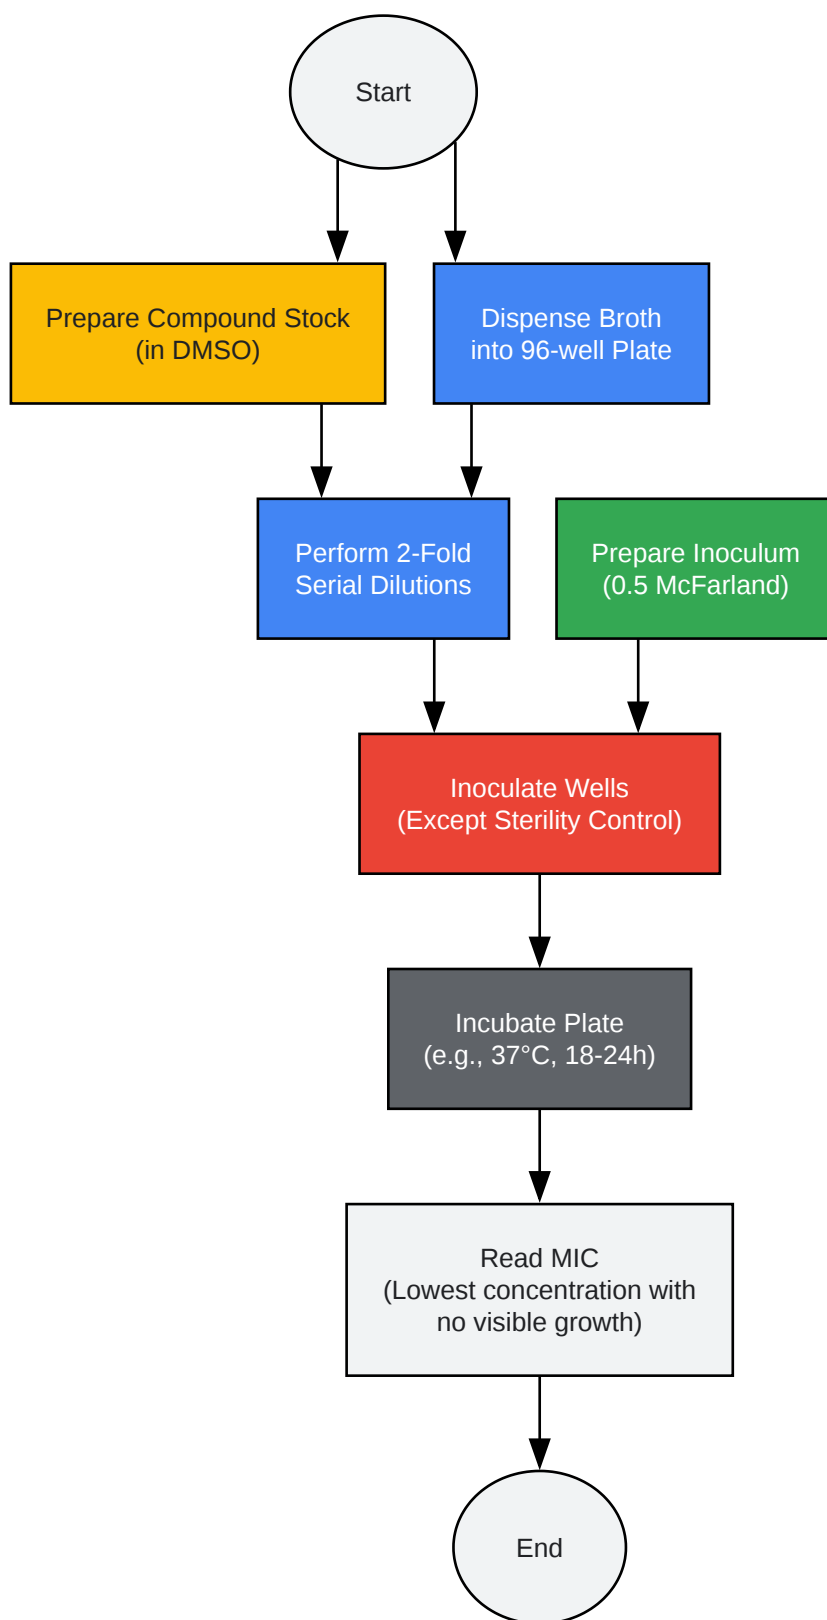 Start
Prepare Compound Stock
(in DMSO)
Dispense Broth
into 96-well Plate
Perform 2-Fold
Serial Dilutions
Prepare Inoculum
(0.5 McFarland)
Inoculate Wells
(Except Sterility Control)
Incubate Plate
(e.g., 37°C, 18-24h)
Read MIC
(Lowest concentration with
no visible growth)
End